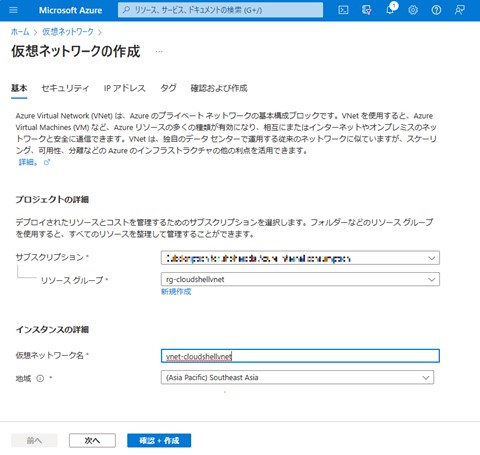 Microsoft Azure
リソース、サービス、ドキュメントの検索 (G+/)
1
ホーム > 仮想ネットワーク >
仮想ネットワークの作成 …
基本 セキュリティ IP アドレス タグ 確認および作成
Azure Virtual Network (VNet) は、Azure のプライベート ネットワークの基本構成ブロックです。VNet を使用すると、Azure
Virtual Machines (VM) など、Azure リソースの多くの種類が有効になり、相互にまたはインターネットやオンプレミスのネッ
トワークと安全に通信できます。VNet は、独自のデータ センターで運用する従来のネットワークに似ていますが、スケーリ
ング、可用性、分離などの Azure のインフラストラクチャの他の利点を活用できます。
詳細。
プロジェクトの詳細
デプロイされたリソースとコストを管理するためのサブスクリプションを選択します。フォルダーなどのリソース グループ
を使用すると、すべてのリソースを整理して管理することができます。
サブスクリプション *
リソース グループ *
rg-cloudshellvnet
新規作成
インスタンスの詳細
仮想ネットワーク名 *
vnet-cloudshellvnet
地域 *
(Asia Pacific) Southeast Asia
前へ 次へ 確認 + 作成